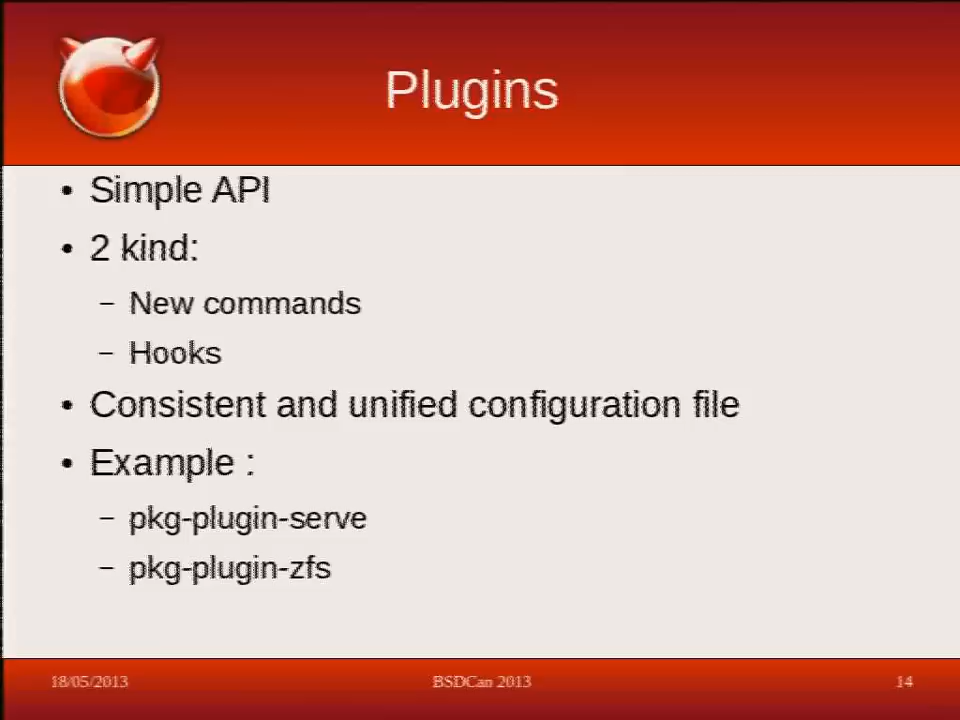 Plugins
• Simple API
• 2 kind:
– New commands
– Hooks
• Consistent and unified configuration file
• Example :
– pkg-plugin-serve
– pkg-plugin-zfs
18/05/2013
BSDCan 2013
14